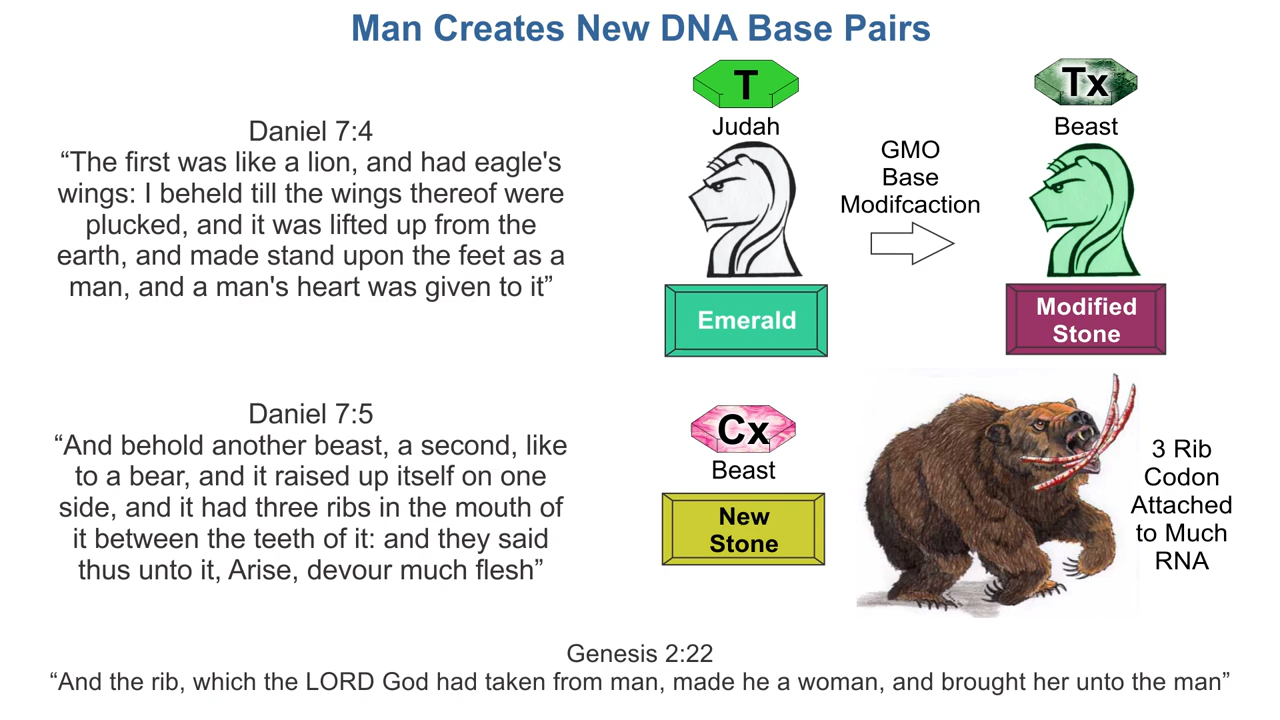 Man Creates New DNA Base Pairs
Daniel 7:4
“The first was like a lion, and had eagle's
wings: I beheld till the wings thereof were
plucked, and it was lifted up from the
earth, and made stand upon the feet as a
man, and a man's heart was given to it”
T
Judah
Emerald
GMO
Base
Modifcaction
Tx
Beast
Modified
Stone
Daniel 7:5
“And behold another beast, a second, like
to a bear, and it raised up itself on one
side, and it had three ribs in the mouth of
it between the teeth of it: and they said
thus unto it, Arise, devour much flesh”
Cx
Beast
New
Stone
3 Rib
Codon
Attached
to Much
RNA
Genesis 2:22
“And the rib, which the LORD God had taken from man, made he a woman, and brought her unto the man”